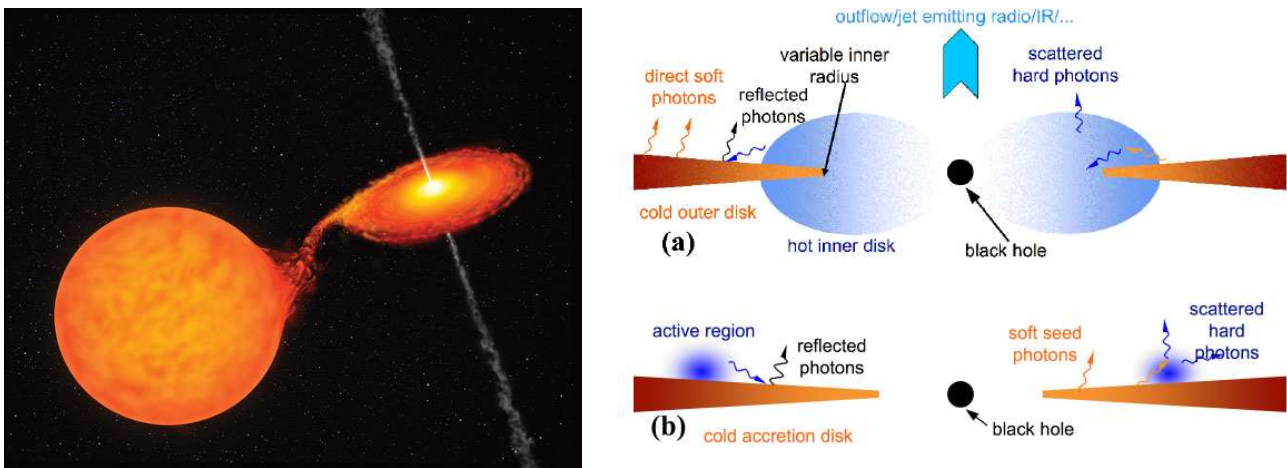 outflow/jet emitting radio/IR/...
variable inner
radius
scattered
hard photons
direct soft
photons
reflected
photons
cold outer disk
(a)
hot inner disk
black hole
active region
reflected
photons
soft seed
photons
scattered
hard
photons
cold accretion disk
(b)
black hole